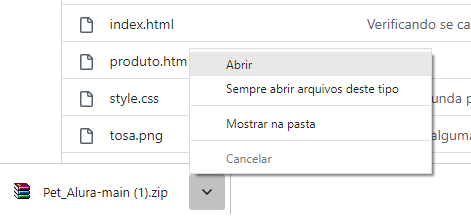 index.html
Verificando se ca
produto.htm
Abrir
Sempre abrir arquivos deste tipo
style.css
unda p
Mostrar na pasta
tosa.png
alguma
Cancelar
Pet_Alura-main (1).zip